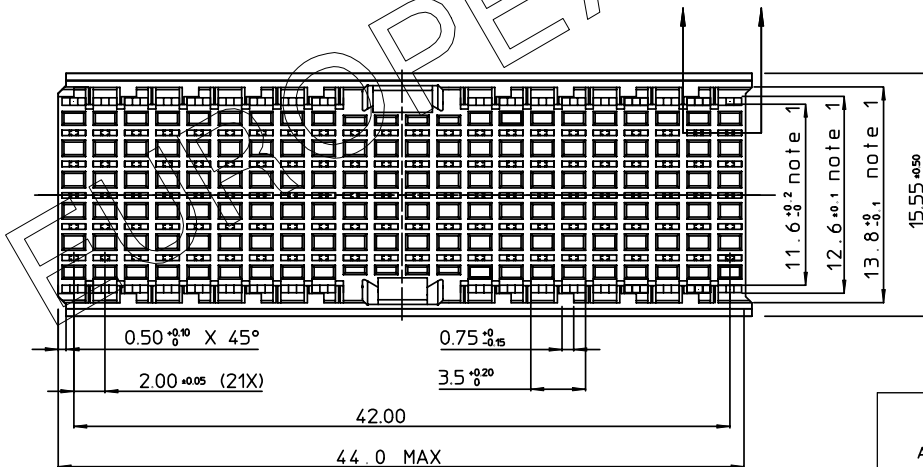 EUROPEA
11.6 +0.2 -0 note 1
12.6 ±0.1 note 1
13.8 +0 -0.1 note 1
15.55 ±0.50
0.50 +0.10 0 X 45°
0.75 +0 -0.15
2.00 ±0.05 (21X)
3.5 +0.20 0
42.00
44.0 MAX